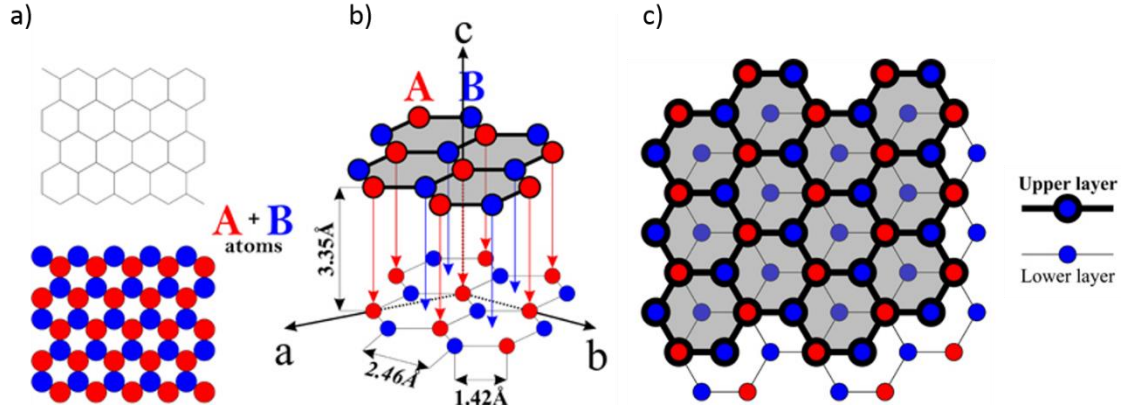 a)
A + B
atoms
b)
c
A B
3.35Å
a
b
2.46Å
1.42Å
c)
Upper layer
Lower layer